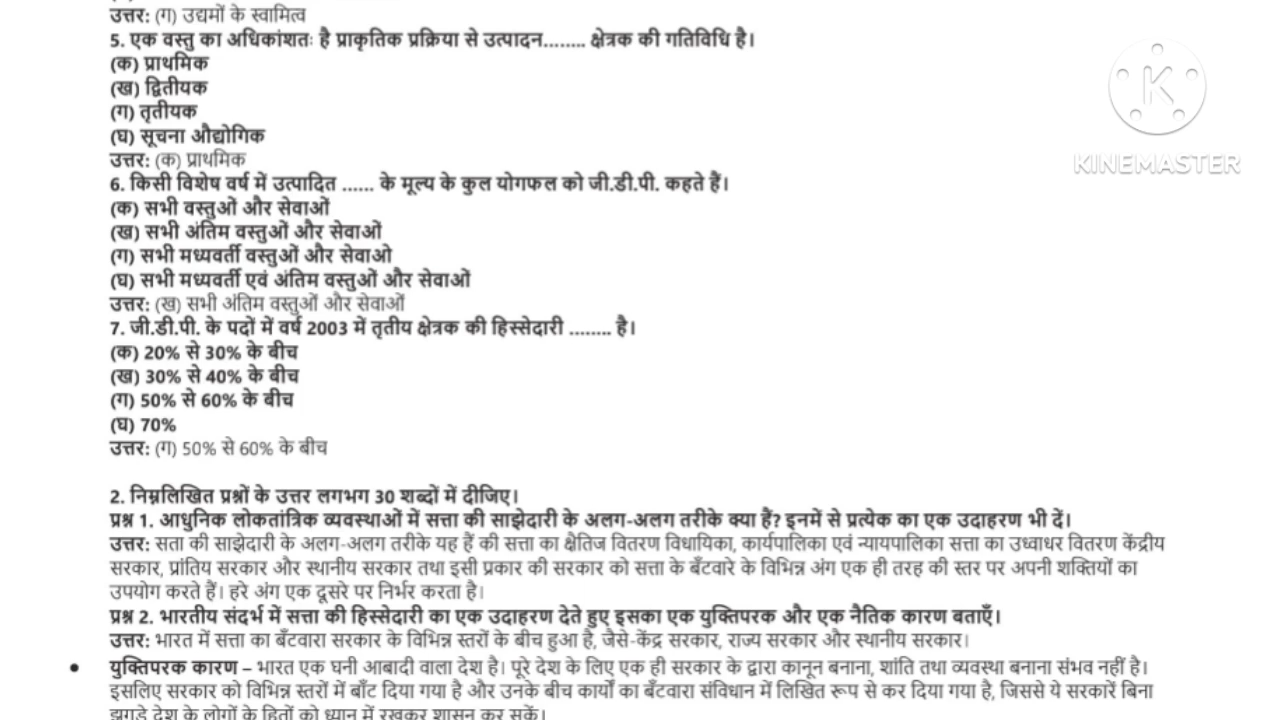 उत्तर: (ग) उद्यमों के स्वामित्व
5. एक वस्तु का अधिकांशतः है प्राकृतिक प्रक्रिया से उत्पादन........ क्षेत्रक की गतिविधि है।
(क) प्राथमिक
(ख) द्वितीयक
(ग) तृतीयक
(घ) सूचना औद्योगिक
उत्तर: (क) प्राथमिक
6. किसी विशेष वर्ष में उत्पादित ...... के मूल्य के कुल योगफल को जी.डी.पी. कहते हैं।
(क) सभी वस्तुओं और सेवाओं
(ख) सभी अंतिम वस्तुओं और सेवाओं
(ग) सभी मध्यवर्ती वस्तुओं और सेवाओ
(घ) सभी मध्यवर्ती एवं अंतिम वस्तुओं और सेवाओं
उत्तर: (ख) सभी अंतिम वस्तुओं और सेवाओं
7. जी.डी.पी. के पदों में वर्ष 2003 में तृतीय क्षेत्रक की हिस्सेदारी ........ है।
(क) 20% से 30% के बीच
(ख) 30% से 40% के बीच
(ग) 50% से 60% के बीच
(घ) 70%
उत्तर: (ग) 50% से 60% के बीच
2. निम्नलिखित प्रश्नों के उत्तर लगभग 30 शब्दों में दीजिए।
प्रश्न 1. आधुनिक लोकतांत्रिक व्यवस्थाओं में सत्ता की साझेदारी के अलग-अलग तरीके क्या हैं? इनमें से प्रत्येक का एक उदाहरण भी दें।
उत्तर: सता की साझेदारी के अलग-अलग तरीके यह हैं की सत्ता का क्षैतिज वितरण विधायिका, कार्यपालिका एवं न्यायपालिका सत्ता का उध्वाधर वितरण केंद्रीय
सरकार, प्रांतिय सरकार और स्थानीय सरकार तथा इसी प्रकार की सरकार को सत्ता के बँटवारे के विभिन्न अंग एक ही तरह की स्तर पर अपनी शक्तियों का
उपयोग करते हैं। हरे अंग एक दूसरे पर निर्भर करता है।
प्रश्न 2. भारतीय संदर्भ में सत्ता की हिस्सेदारी का एक उदाहरण देते हुए इसका एक युक्तिपरक और एक नैतिक कारण बताएँ।
उत्तर: भारत में सत्ता का बँटवारा सरकार के विभिन्न स्तरों के बीच हुआ है, जैसे-केंद्र सरकार, राज्य सरकार और स्थानीय सरकार।
• युक्तिपरक कारण – भारत एक घनी आबादी वाला देश है। पूरे देश के लिए एक ही सरकार के द्वारा कानून बनाना, शांति तथा व्यवस्था बनाना संभव नहीं है।
इसलिए सरकार को विभिन्न स्तरों में बाँट दिया गया है और उनके बीच कार्यों का बँटवारा संविधान में लिखित रूप से कर दिया गया है, जिससे ये सरकारें बिना
झगड़े देश के लोगों के हितों को ध्यान में रखकर शासन कर सकें।
K
KINEMASTER